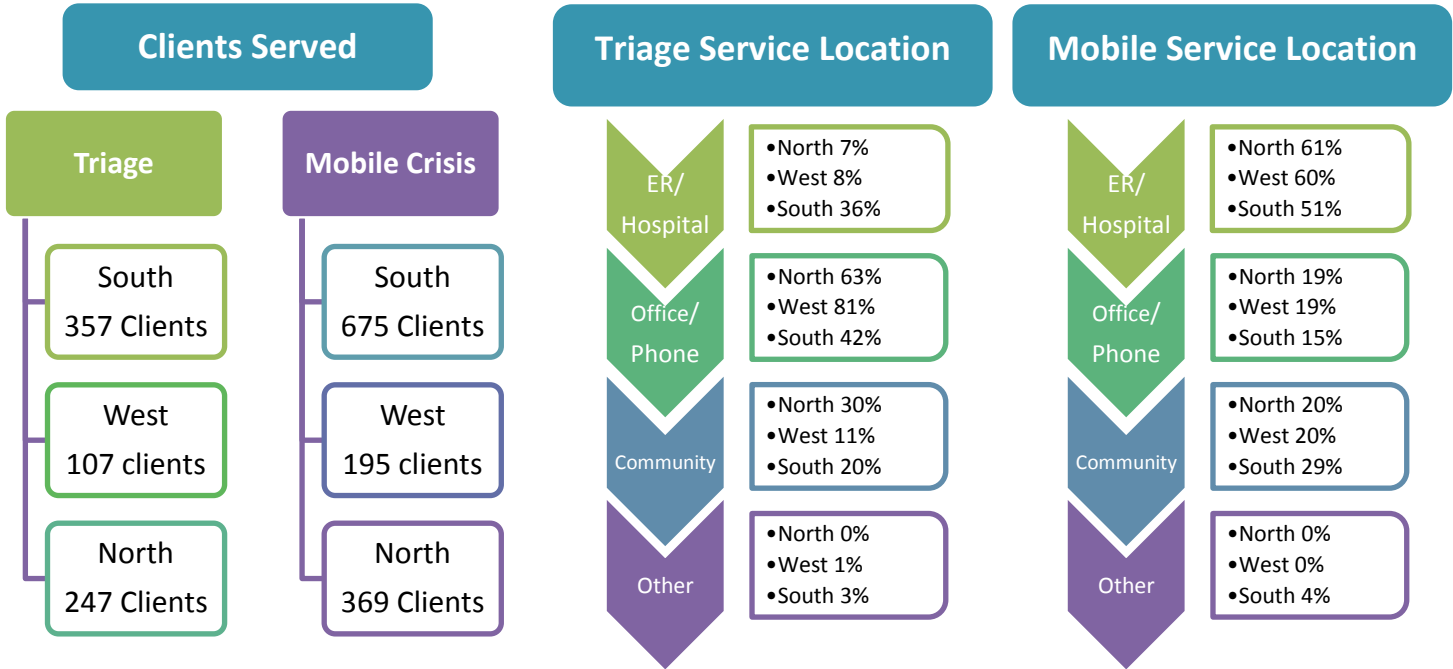 Clients Served
Triage
South
357 Clients
West
107 clients
North
247 Clients
Mobile Crisis
South
675 Clients
West
195 clients
North
369 Clients
Triage Service Location
ER/
Hospital
•North 7%
•West 8%
•South 36%
Office/
Phone
•North 63%
•West 81%
•South 42%
Community
•North 30%
•West 11%
•South 20%
Other
•North 0%
•West 1%
•South 3%
Mobile Service Location
ER/
Hospital
•North 61%
•West 60%
•South 51%
Office/
Phone
•North 19%
•West 19%
•South 15%
Community
•North 20%
•West 20%
•South 29%
Other
•North 0%
•West 0%
•South 4%